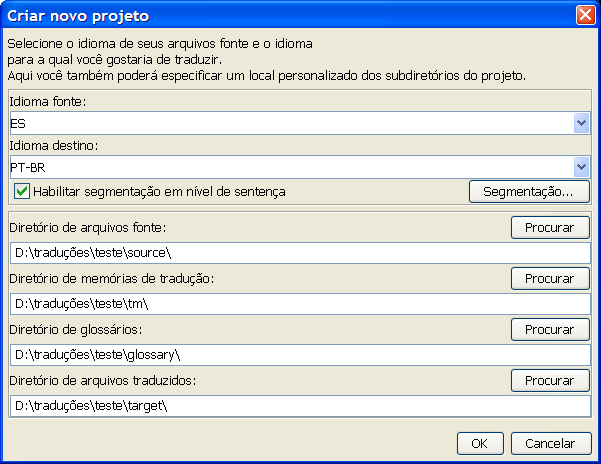 Criar novo projeto
Selecione o idioma de seus arquivos fonte e o idioma
para a qual você gostaria de traduzir.
Aqui você também poderá especificar um local personalizado dos subdiretórios do projeto.
Idioma fonte:
ES
Idioma destino:
PT-BR
Habilitar segmentação em nível de sentença
Segmentação...
Diretório de arquivos fonte:
Procurar
D:\traduções\teste\source\
Diretório de memórias de tradução:
Procurar
D:\traduções\teste\tm\
Diretório de glossários:
Procurar
D:\traduções\teste\glossary\
Diretório de arquivos traduzidos:
Procurar
D:\traduções\teste\target\
OK
Cancelar